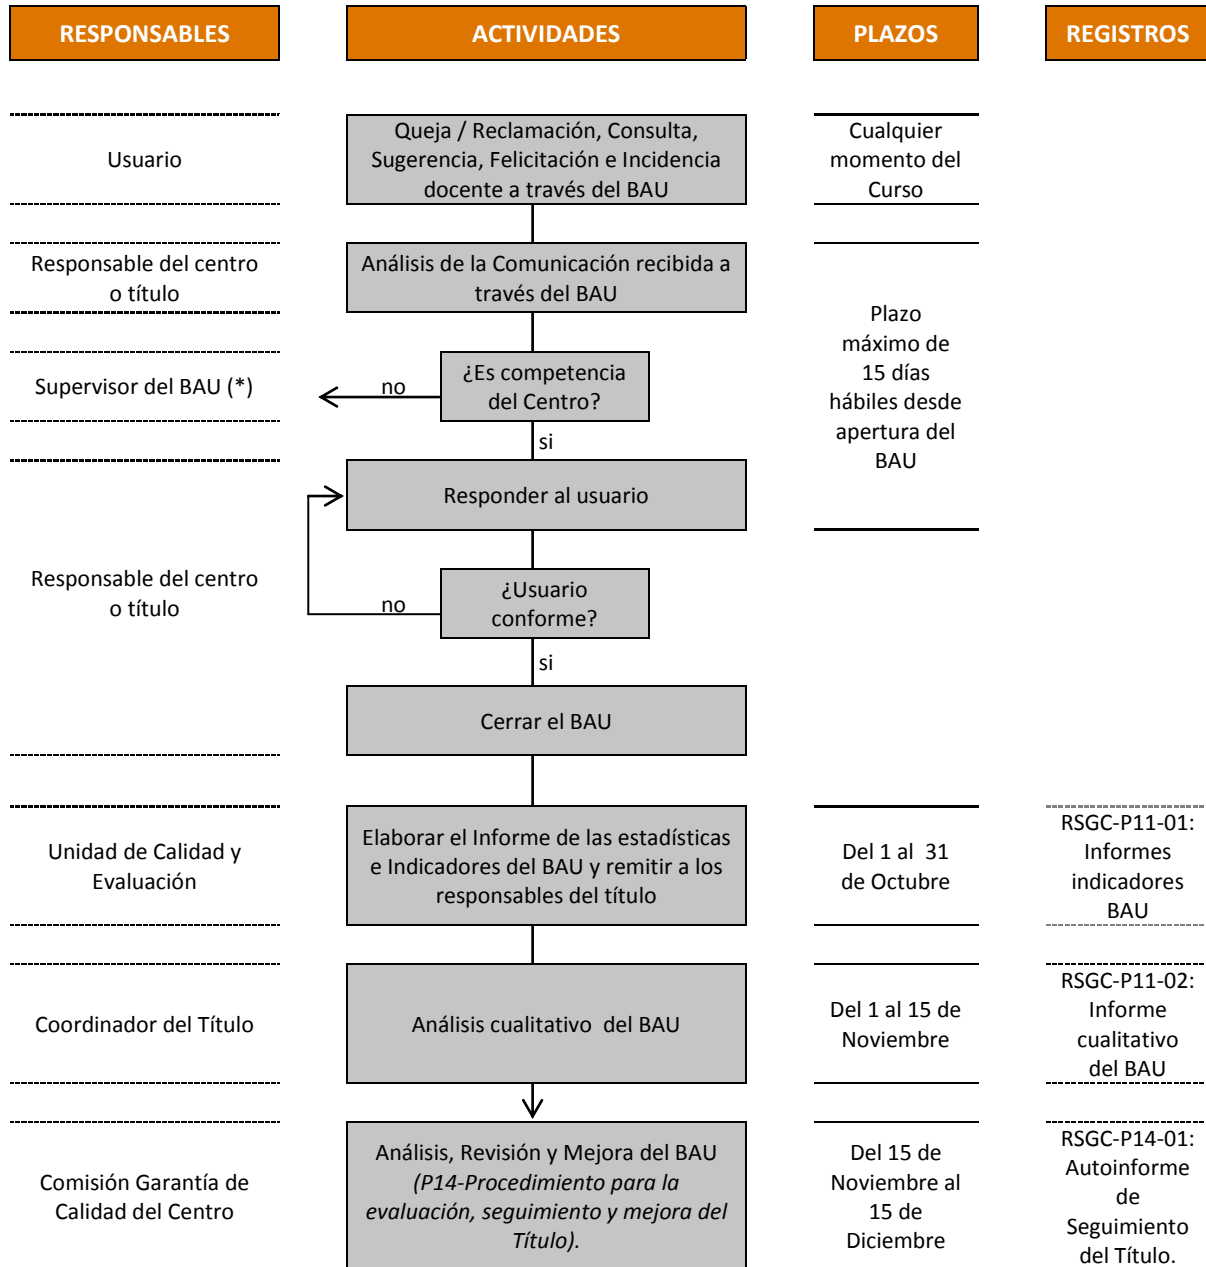 RESPONSABLES
ACTIVIDADES
PLAZOS
REGISTROS
Usuario
Queja / Reclamación, Consulta,
Sugerencia, Felicitación e Incidencia
docente a través del BAU
Cualquier
momento del
Curso
Responsable del centro
o título
Análisis de la Comunicación recibida a
través del BAU
Plazo
máximo de
15 días
hábiles desde
apertura del
BAU
Supervisor del BAU (*)
no
¿Es competencia
del Centro?
si
Responder al usuario
Responsable del centro
o título
no
¿Usuario
conforme?
si
Cerrar el BAU
Unidad de Calidad y
Evaluación
Elaborar el Informe de las estadísticas
e Indicadores del BAU y remitir a los
responsables del título
Del 1 al 31
de Octubre
RSGC-P11-01:
Informes
indicadores
BAU
Coordinador del Título
Análisis cualitativo del BAU
Del 1 al 15 de
Noviembre
RSGC-P11-02:
Informe
cualitativo
del BAU
Comisión Garantía de
Calidad del Centro
Análisis, Revisión y Mejora del BAU
(P14-Procedimiento para la
evaluación, seguimiento y mejora del
Título).
Del 15 de
Noviembre al
15 de
Diciembre
RSGC-P14-01:
Autoinforme
de
Seguimiento
del Título.